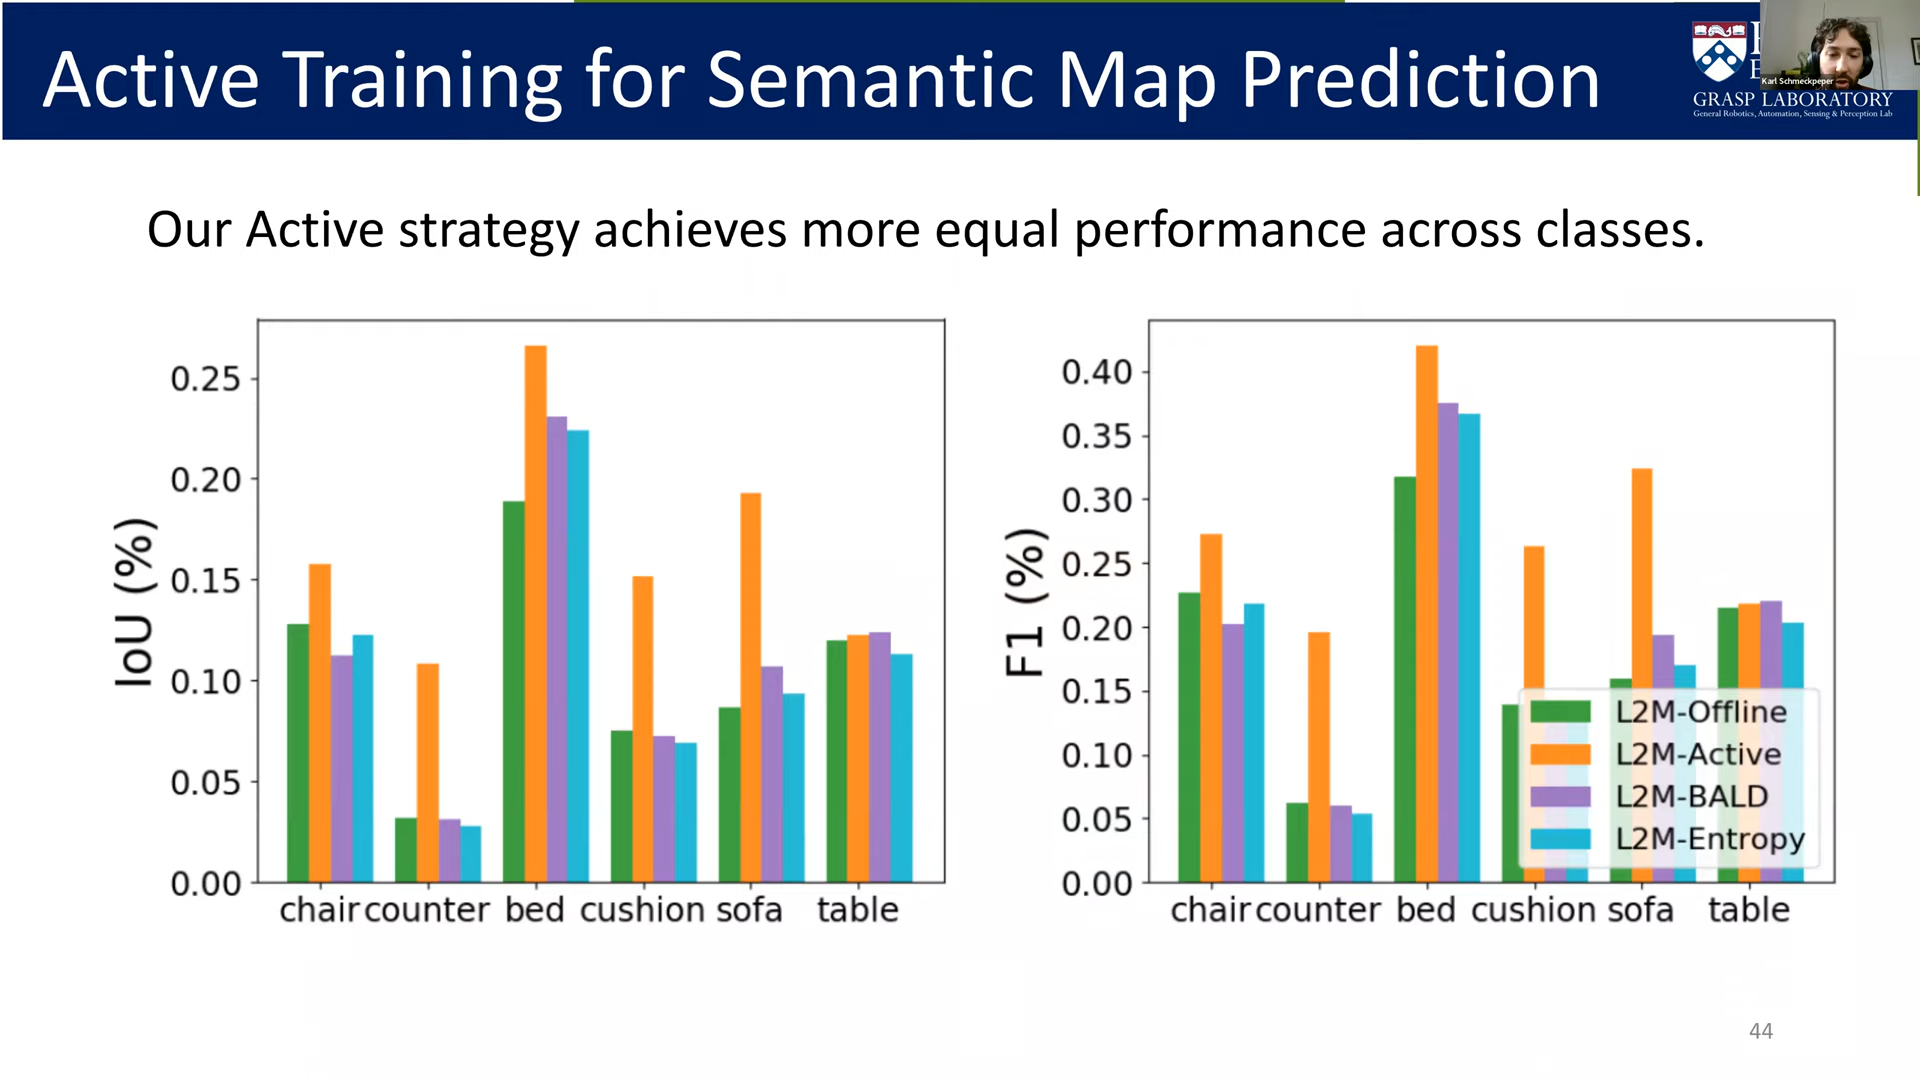 Active Training for Semantic Map Prediction
Karl Schmeckpeper
GRASP LABORATORY
General Robotics, Automation, Sensing & Perception Lab
Our Active strategy achieves more equal performance across classes.
IoU (%)
0.25
0.20
0.15
0.10
0.05
0.00
chair counter bed cushion sofa table
F1 (%)
0.40
0.35
0.30
0.25
0.20
0.15
0.10
0.05
0.00
chair counter bed cushion sofa table
L2M-Offline
L2M-Active
L2M-BALD
L2M-Entropy
44